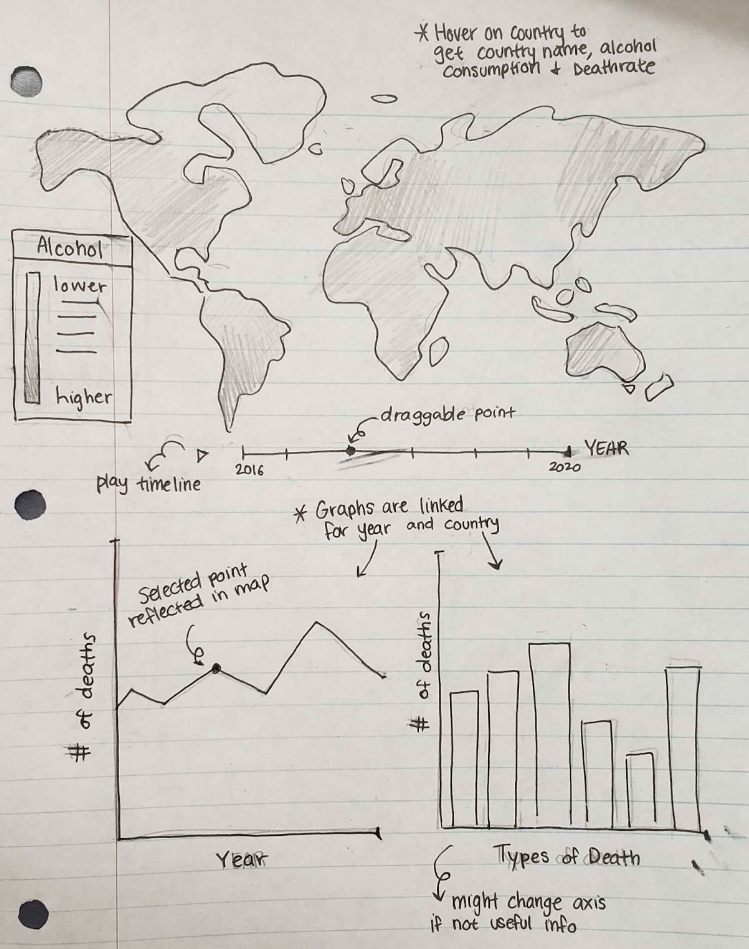 * Hover on Country to
get country name, alcohol
Consumption + Deathrate
Alcohol
lower
higher
draggable point
play timeline
2016
2020
YEAR
* Graphs are linked
for year and country
Selected point
reflected in map
# of deaths
Year
# of deaths
Types of Death
might change axis
if not useful info